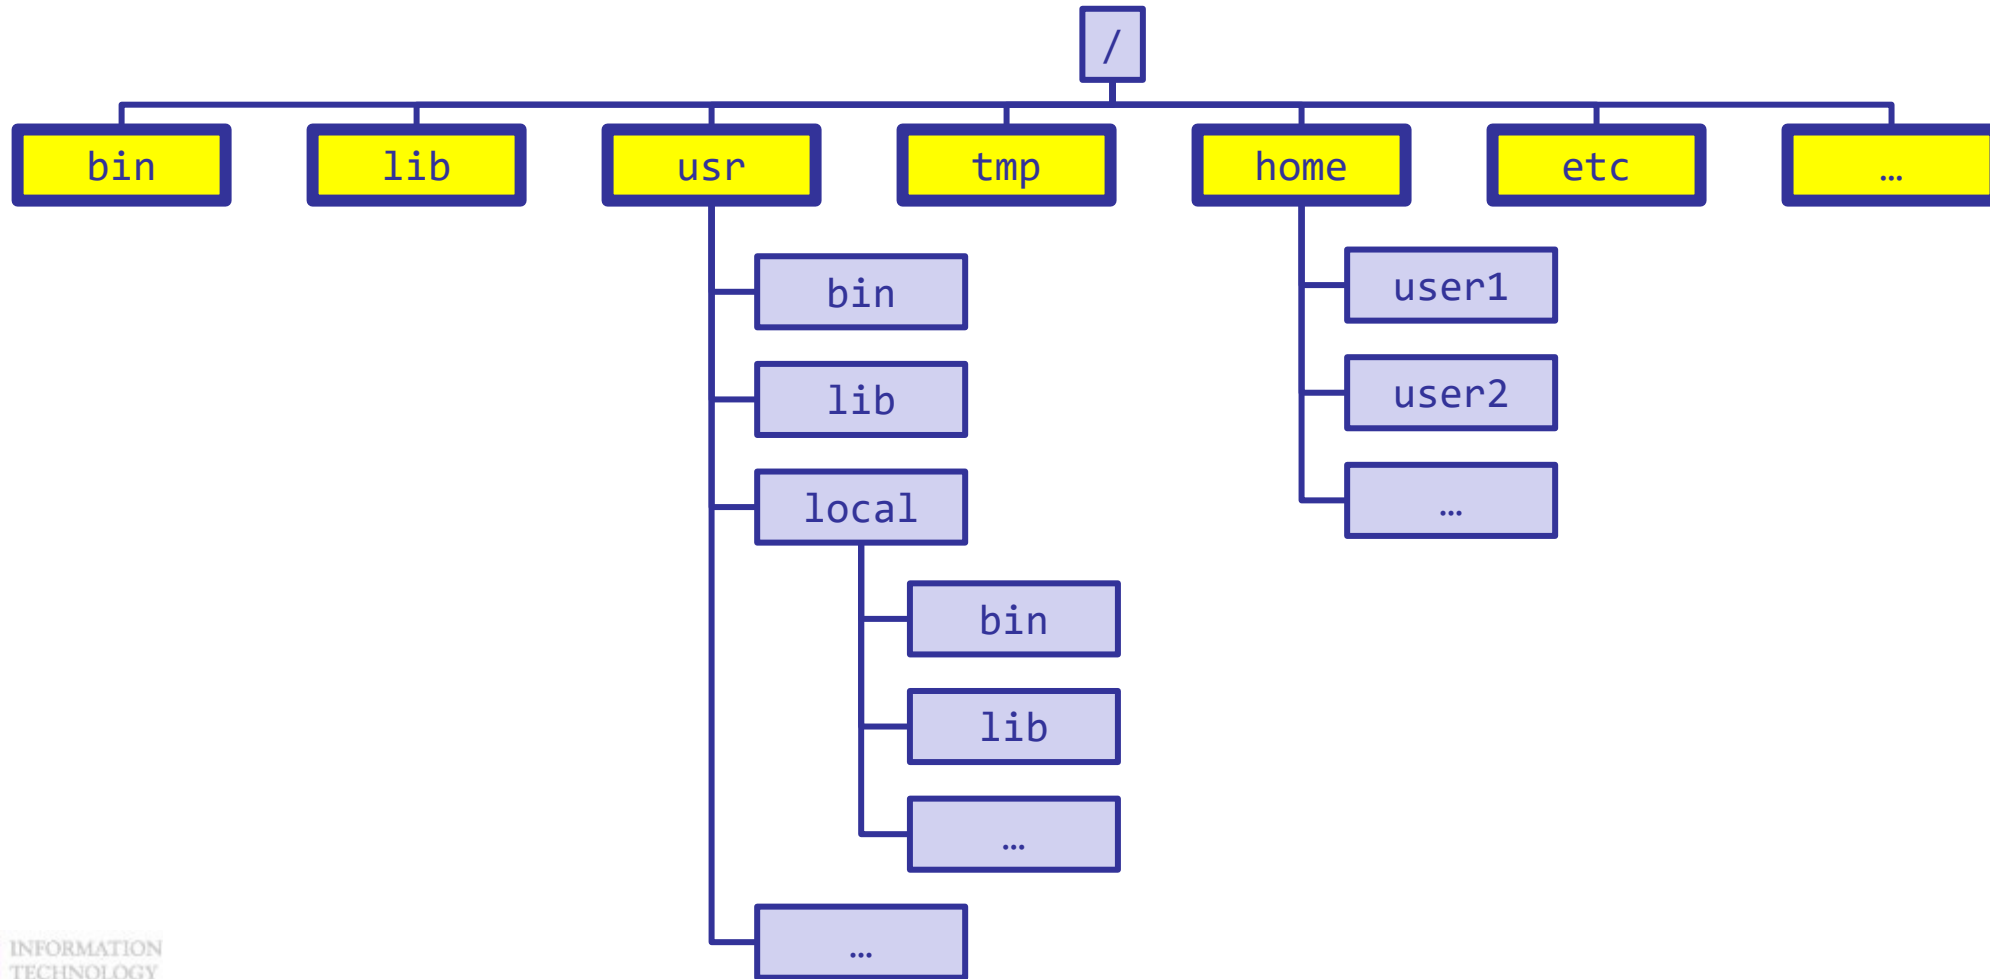 /
bin
lib
usr
tmp
home
etc
…
bin
lib
local
bin
lib
…
…
user1
user2
…
INFORMATION
TECHNOLOGY